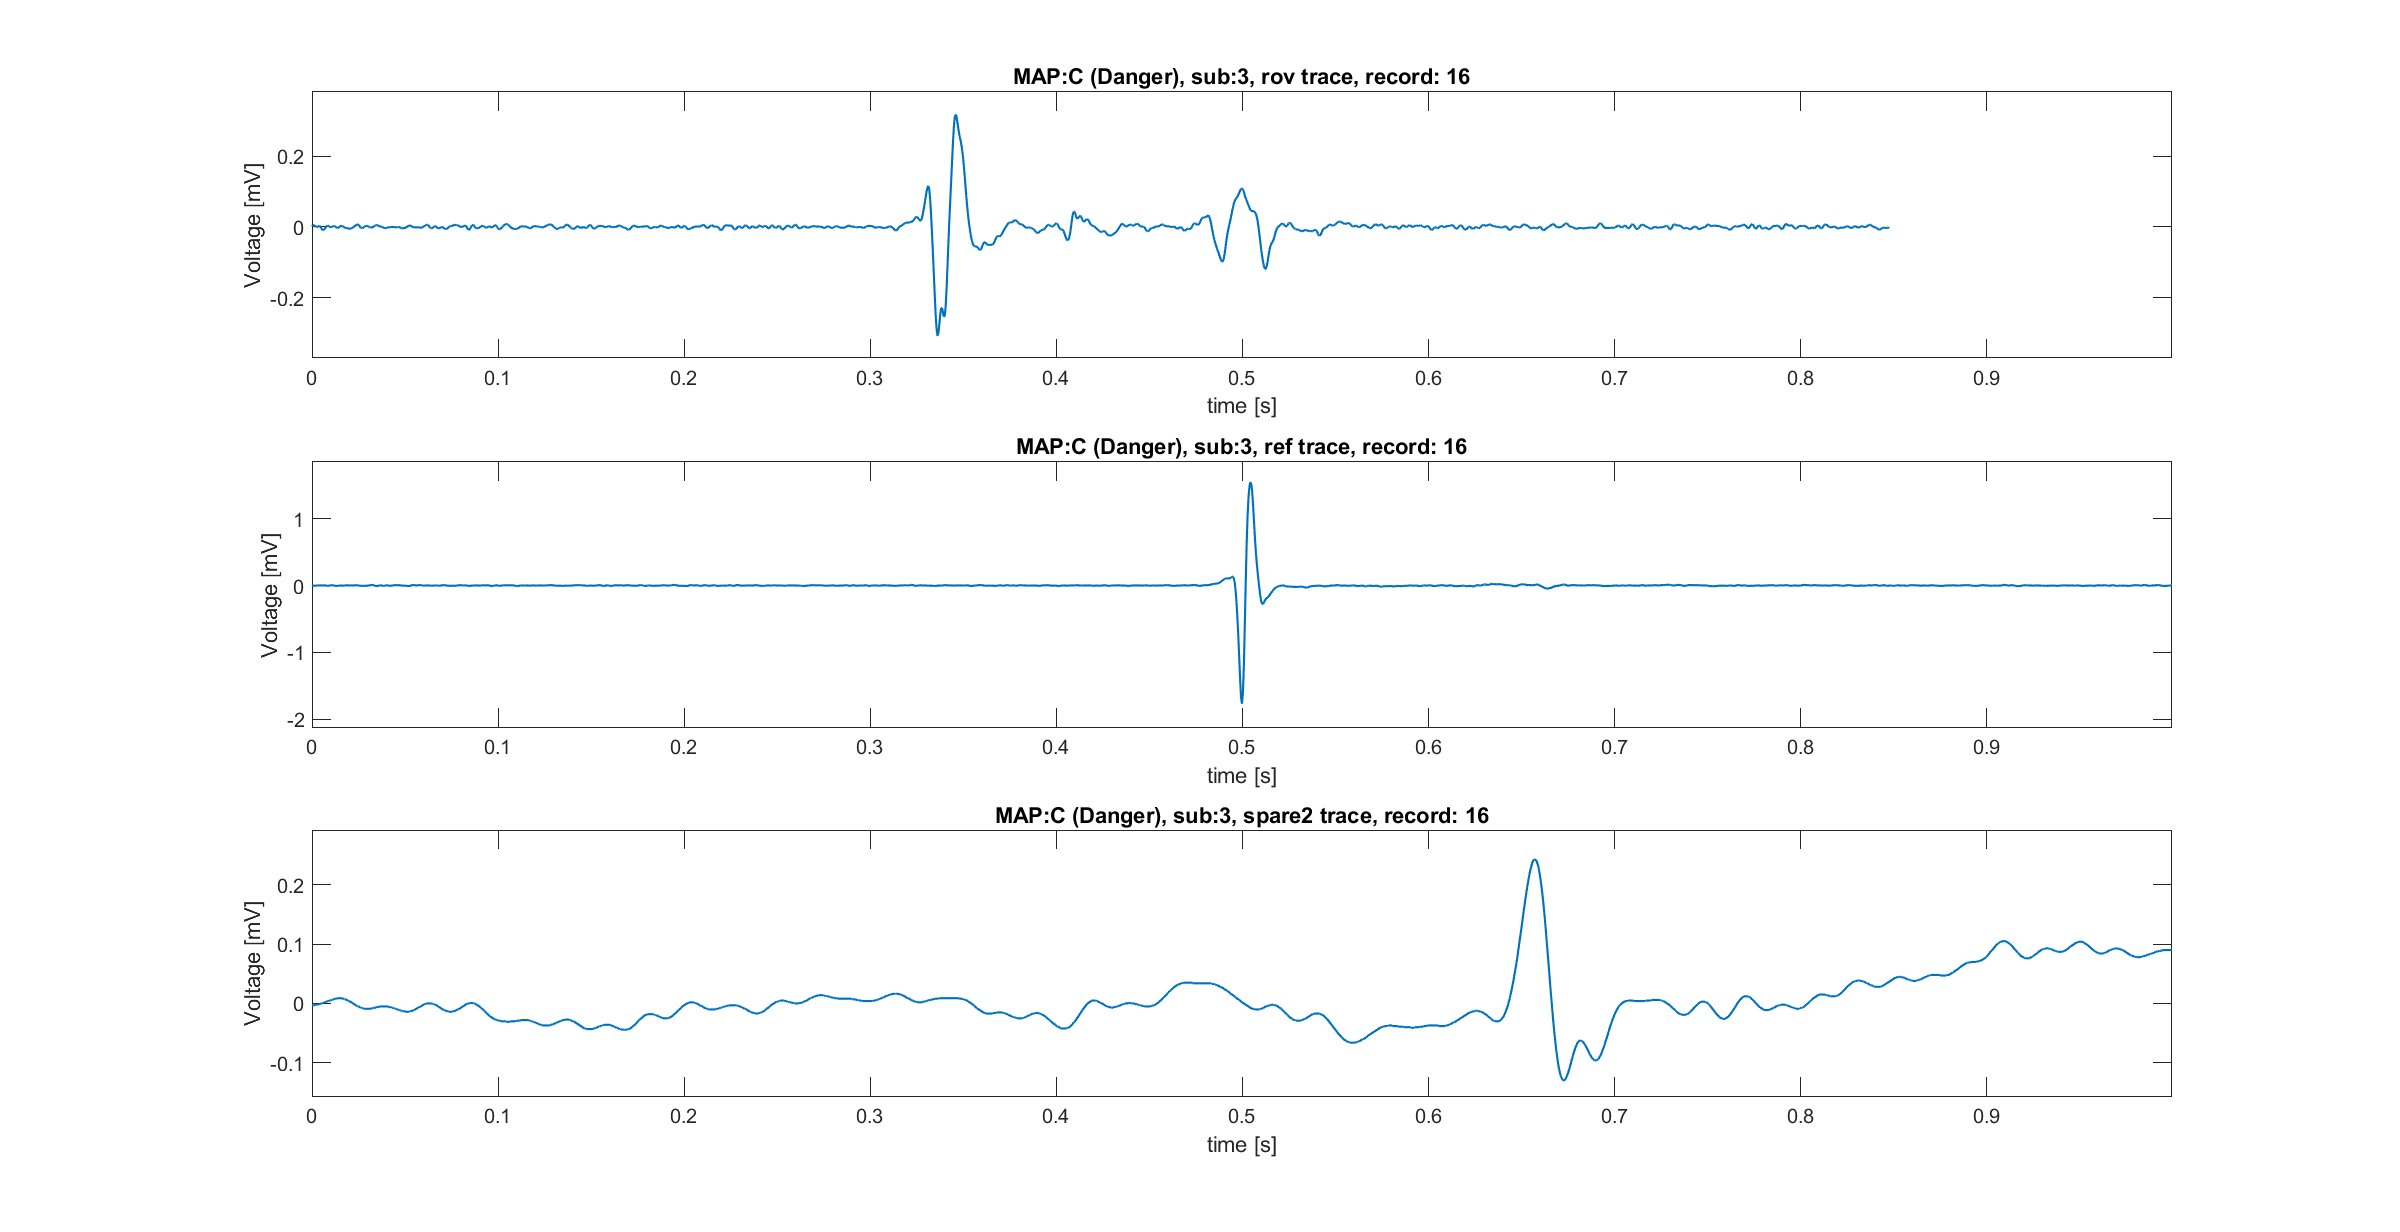 MAP:C (Danger), sub:3, rov trace, record: 16
Voltage [mV]
0.2
0
-0.2
0 0.1 0.2 0.3 0.4 0.5 0.6 0.7 0.8 0.9
time [s]
MAP:C (Danger), sub:3, ref trace, record: 16
Voltage [mV]
1
0
-1
-2
0 0.1 0.2 0.3 0.4 0.5 0.6 0.7 0.8 0.9
time [s]
MAP:C (Danger), sub:3, spare2 trace, record: 16
Voltage [mV]
0.2
0.1
0
-0.1
0 0.1 0.2 0.3 0.4 0.5 0.6 0.7 0.8 0.9
time [s]